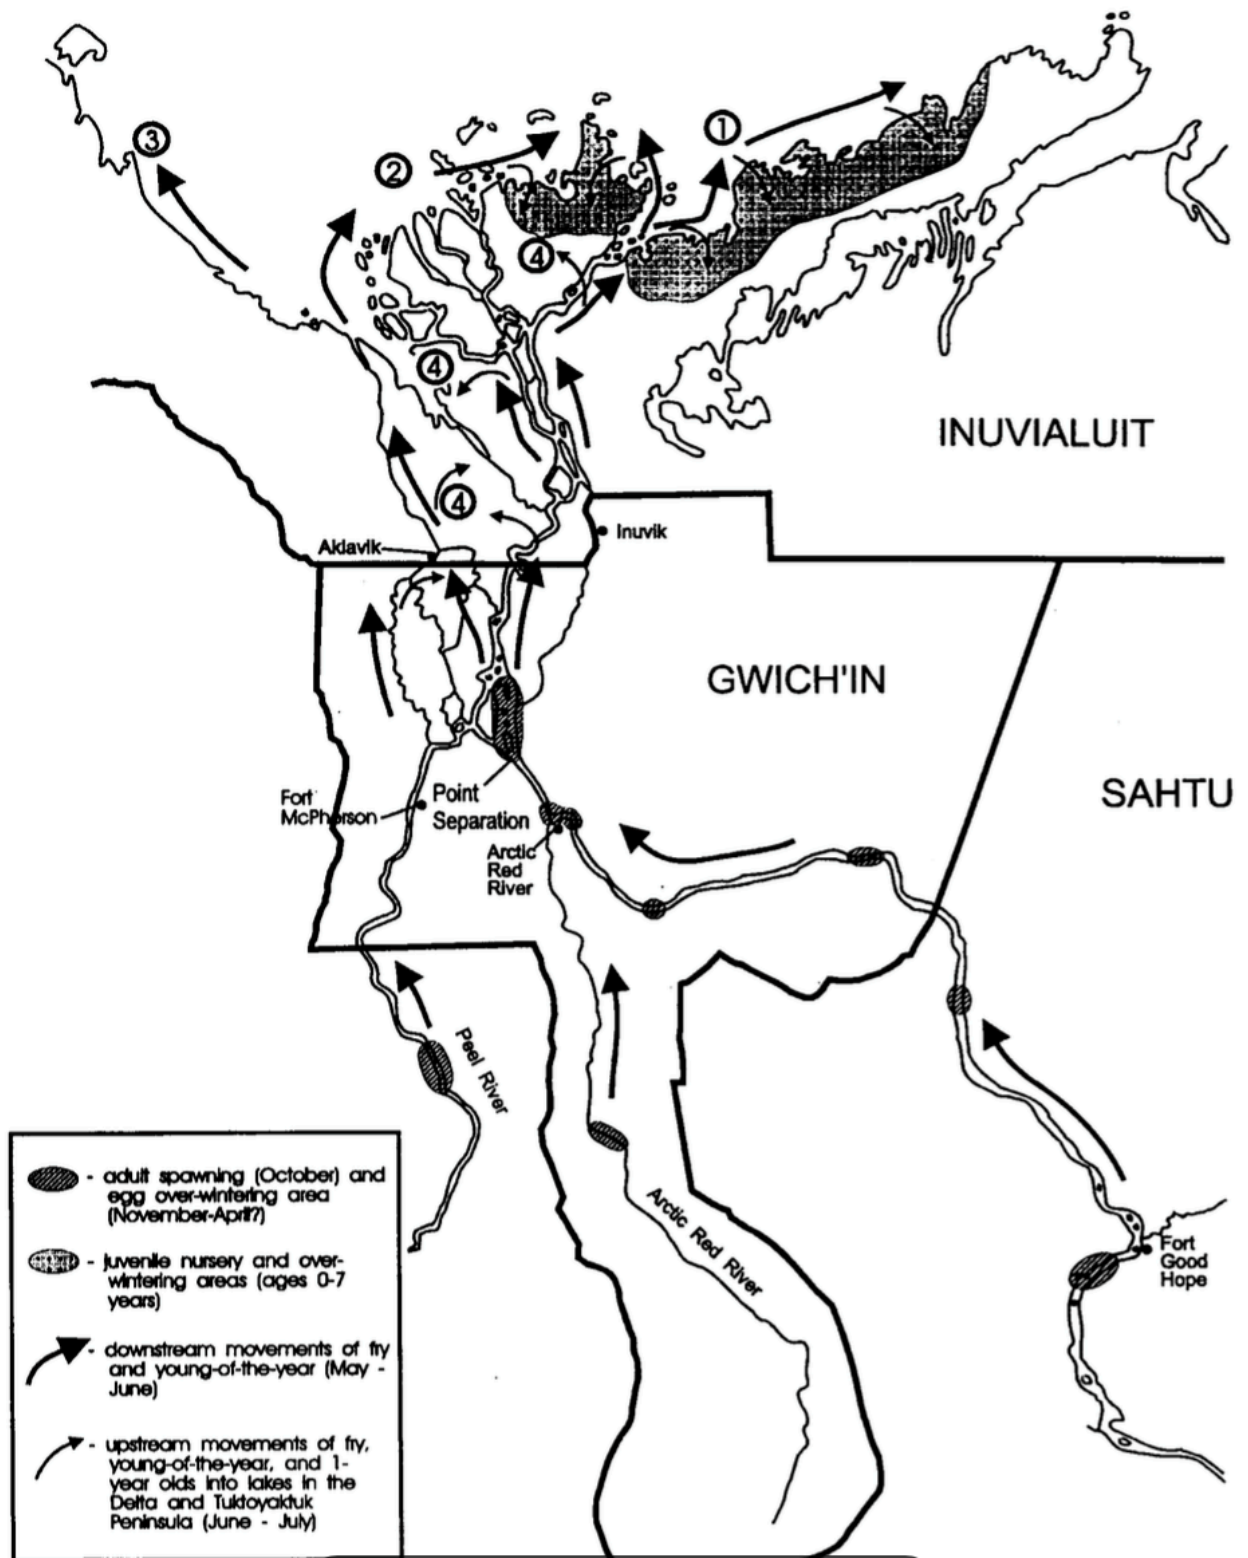 3
1
2
4
4
INUVIALUIT
4
Inuvik
Aklavik
GWICH'IN
SAHTU
Fort
McPherson
Point
Separation
Arctic
Red
River
Peel River
Arctic Red River
Fort
Good
Hope
- adult spawning (October) and
egg over-wintering area
(November-April?)
- juvenile nursery and over-
wintering areas (ages 0-7
years)
- downstream movements of fry
and young-of-the-year (May -
June)
- upstream movements of fry,
young-of-the-year, and 1-
year olds into lakes in the
Delta and Tuktoyaktuk
Peninsula (June - July)